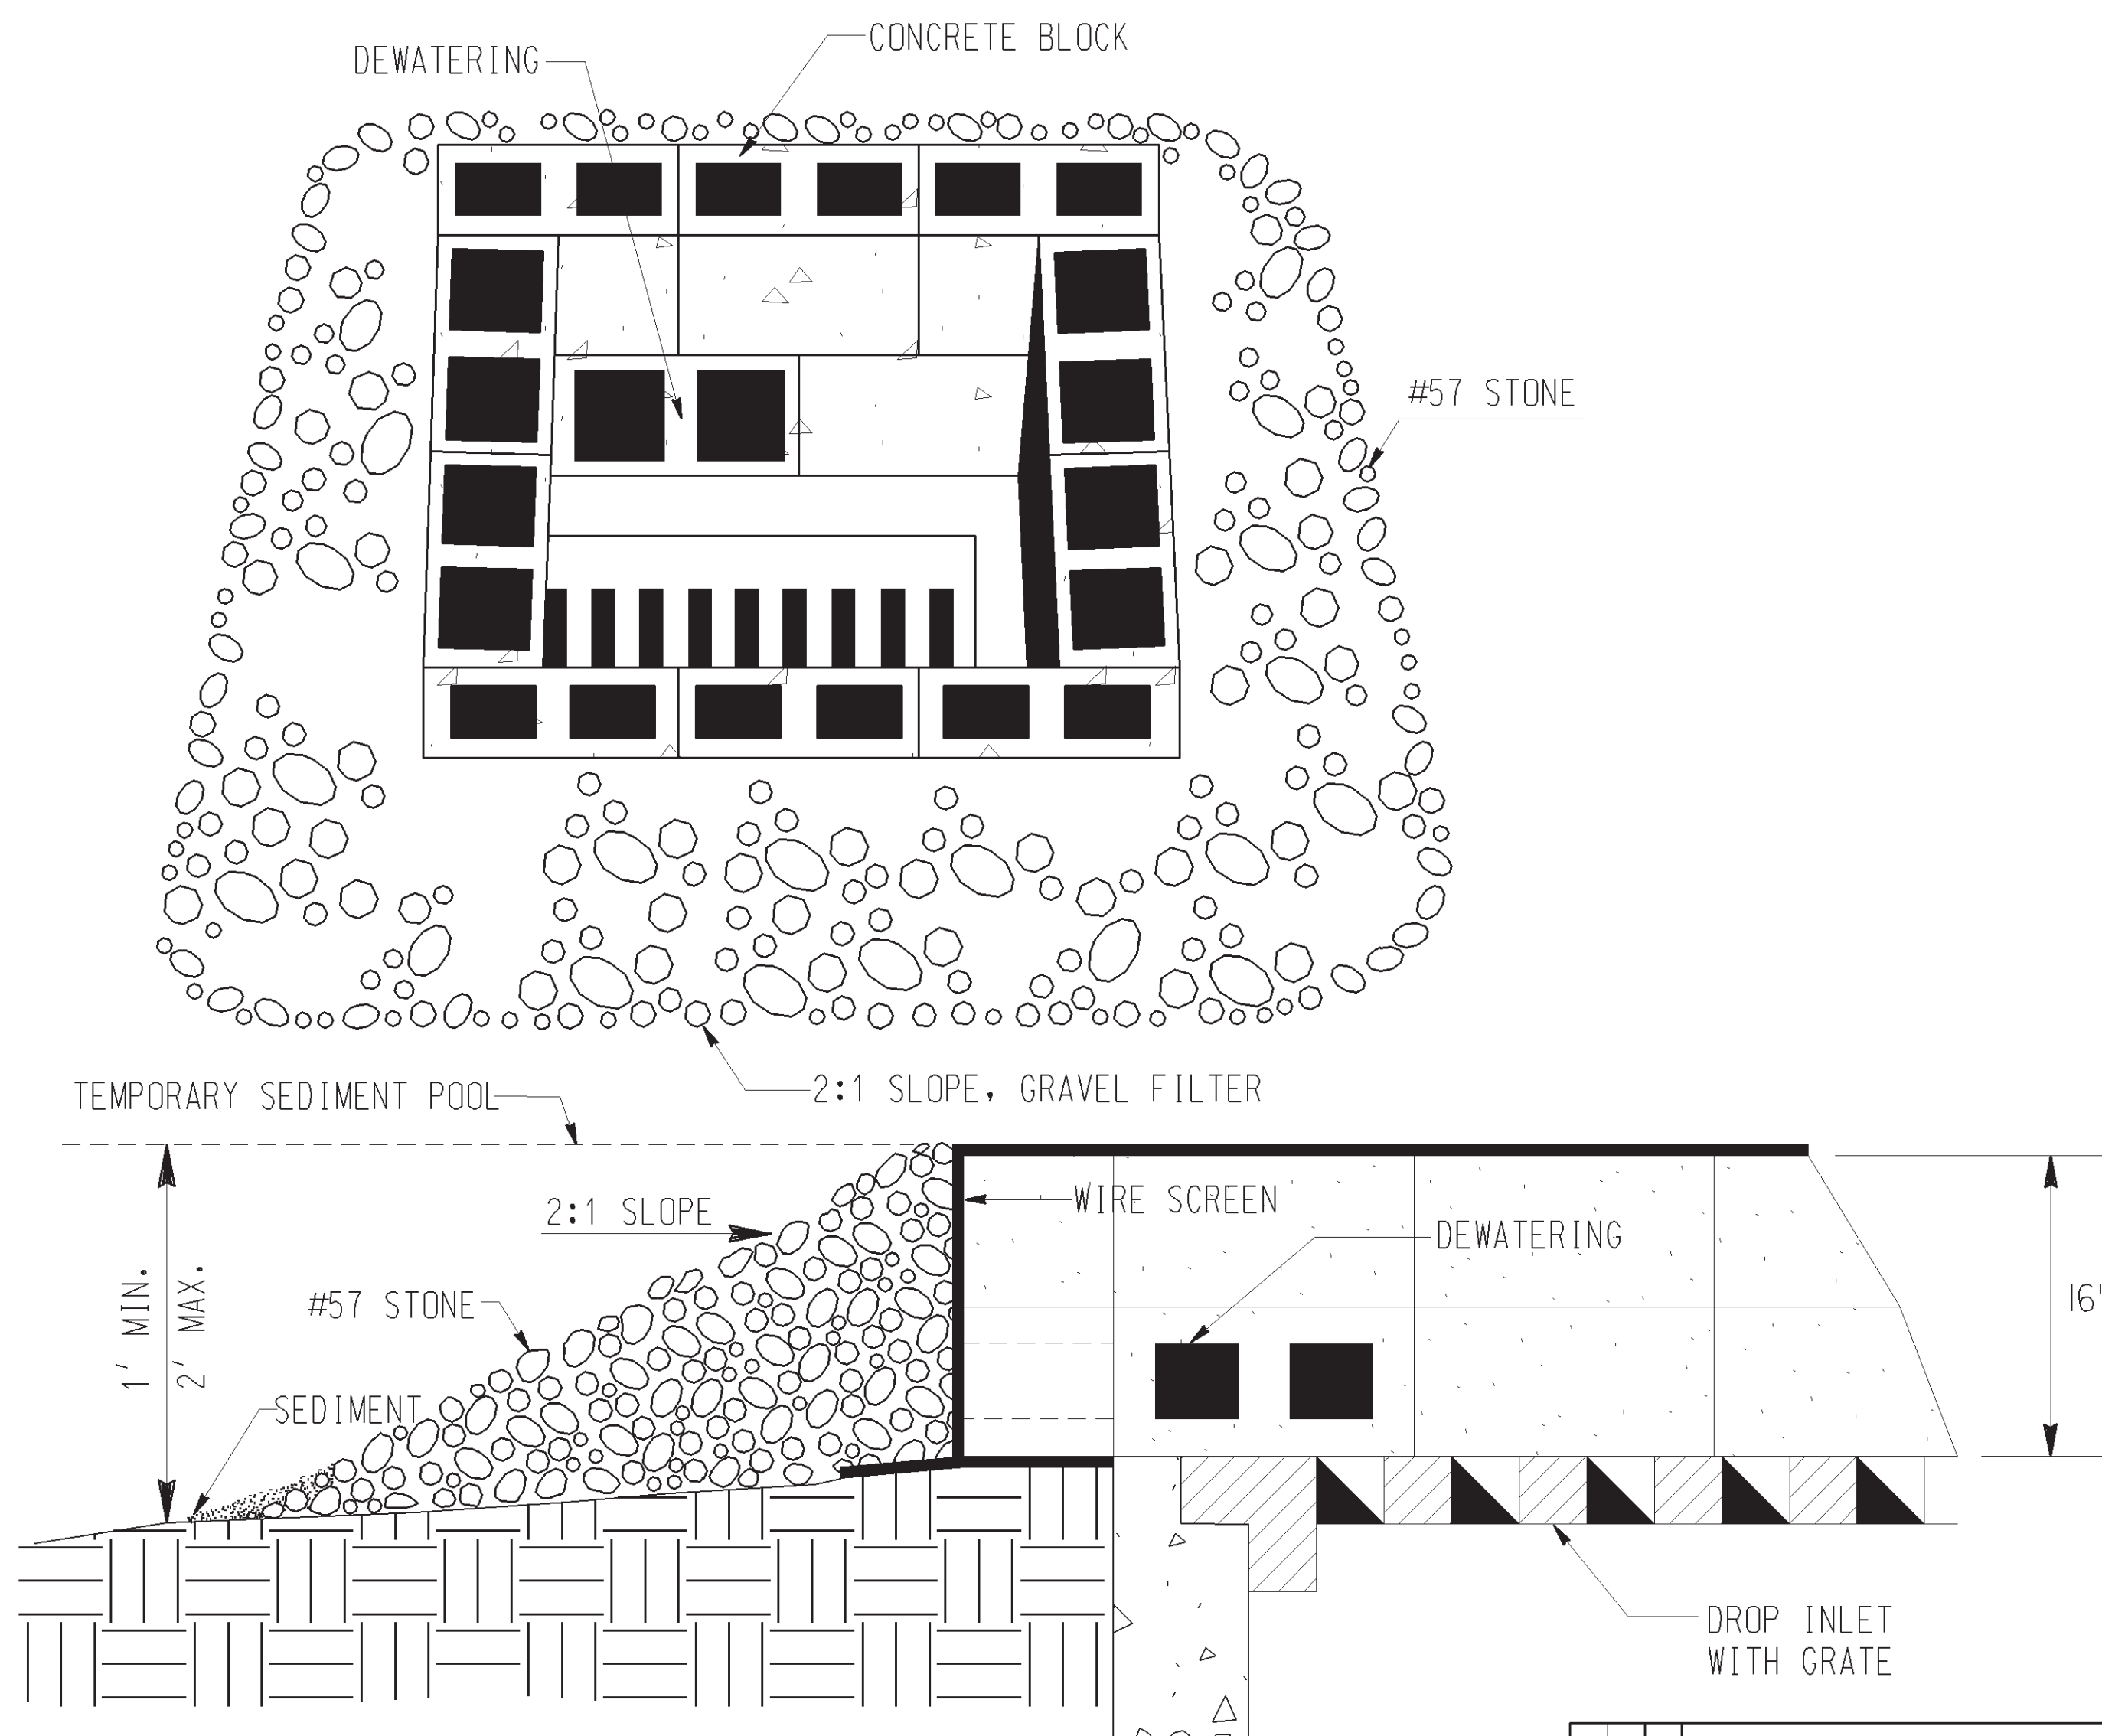 CONCRETE BLOCK
DEWATERING
#57 STONE
2:1 SLOPE, GRAVEL FILTER
TEMPORARY SEDIMENT POOL
WIRE SCREEN
2:1 SLOPE
DEWATERING
1' MIN.
2' MAX.
#57 STONE
16'
SEDIMENT
DROP INLET
WITH GRATE